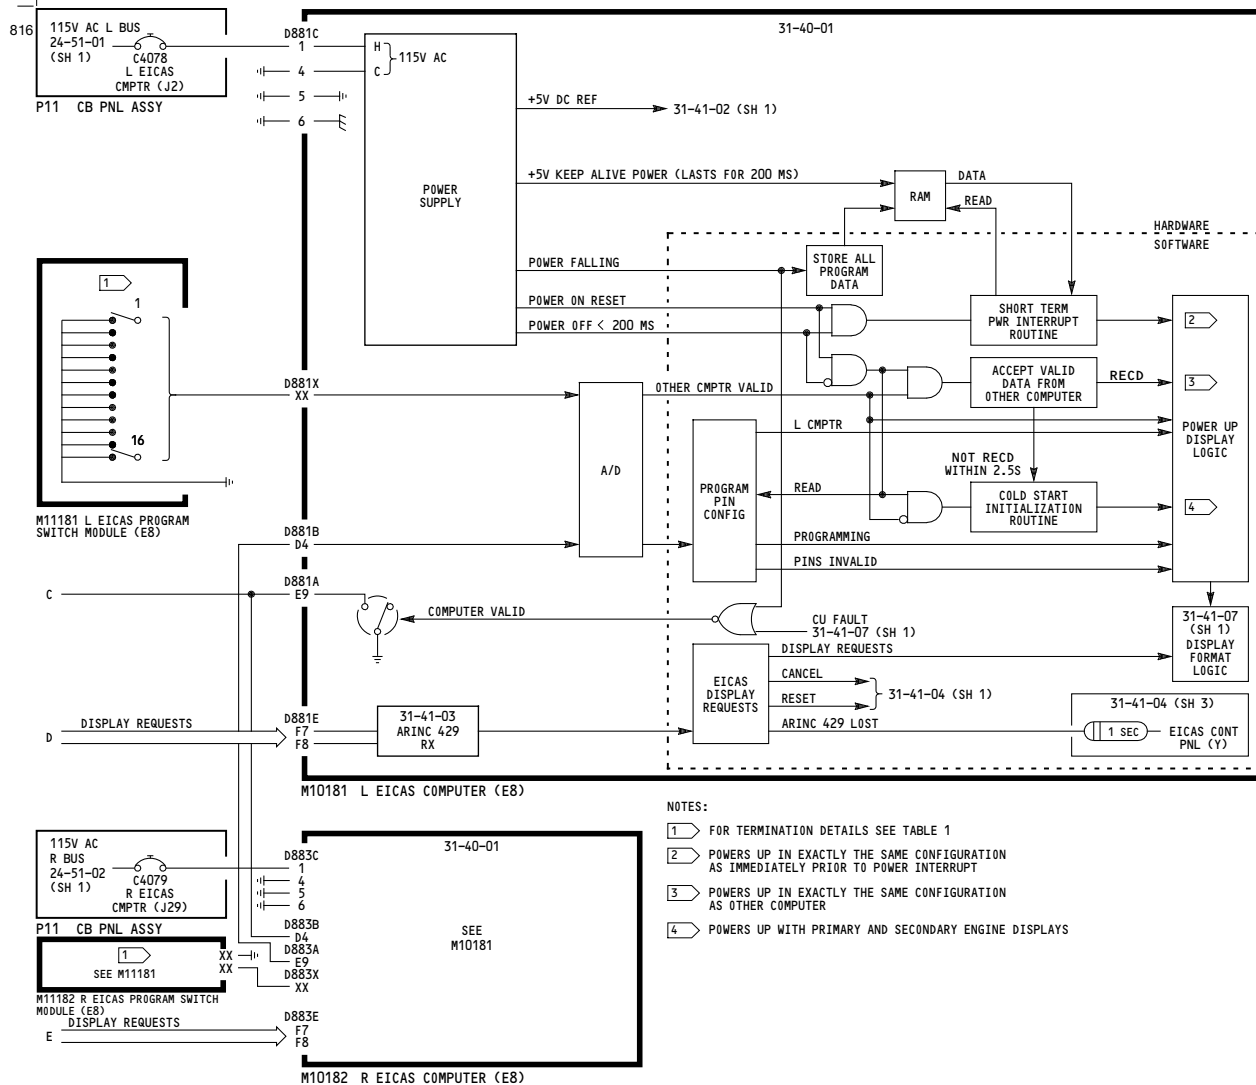 816
115V AC L BUS
24-51-01
(SH 1)
C4078
L EICAS
CMPTR (J2)
P11 CB PNL ASSY
D881C
1
4
5
6
H
C
115V AC
31-40-01
POWER
SUPPLY
+5V DC REF
31-41-02 (SH 1)
+5V KEEP ALIVE POWER (LASTS FOR 200 MS)
RAM
DATA
READ
HARDWARE
SOFTWARE
POWER FALLING
STORE ALL
PROGRAM
DATA
POWER ON RESET
POWER OFF < 200 MS
SHORT TERM
PWR INTERRUPT
ROUTINE
2
1
1
16
M11181 L EICAS PROGRAM
SWITCH MODULE (E8)
D881X
XX
A/D
OTHER CMPTR VALID
ACCEPT VALID
DATA FROM
OTHER COMPUTER
RECD
3
POWER UP
DISPLAY
LOGIC
L CMPTR
NOT RECD
WITHIN 2.5S
PROGRAM
PIN
CONFIG
READ
COLD START
INITIALIZATION
ROUTINE
4
PROGRAMMING
PINS INVALID
D881B
D4
D881A
E9
C
COMPUTER VALID
CU FAULT
31-41-07 (SH 1)
31-41-07
(SH 1)
DISPLAY
FORMAT
LOGIC
EICAS
DISPLAY
REQUESTS
DISPLAY REQUESTS
CANCEL
RESET
31-41-04 (SH 1)
ARINC 429 LOST
31-41-04 (SH 3)
1 SEC
EICAS CONT
PNL (Y)
D
DISPLAY REQUESTS
D881E
F7
F8
31-41-03
ARINC 429
RX
M10181 L EICAS COMPUTER (E8)
115V AC
R BUS
24-51-02
(SH 1)
C4079
R EICAS
CMPTR (J29)
P11 CB PNL ASSY
1
SEE M11181
XX
XX
M11182 R EICAS PROGRAM SWITCH
MODULE (E8)
E
DISPLAY REQUESTS
D883C
1
4
5
6
D883B
D4
D883A
E9
D883X
XX
D883E
F7
F8
31-40-01
SEE
M10181
M10182 R EICAS COMPUTER (E8)
NOTES:
1 FOR TERMINATION DETAILS SEE TABLE 1
2 POWERS UP IN EXACTLY THE SAME CONFIGURATION
AS IMMEDIATELY PRIOR TO POWER INTERRUPT
3 POWERS UP IN EXACTLY THE SAME CONFIGURATION
AS OTHER COMPUTER
4 POWERS UP WITH PRIMARY AND SECONDARY ENGINE DISPLAYS